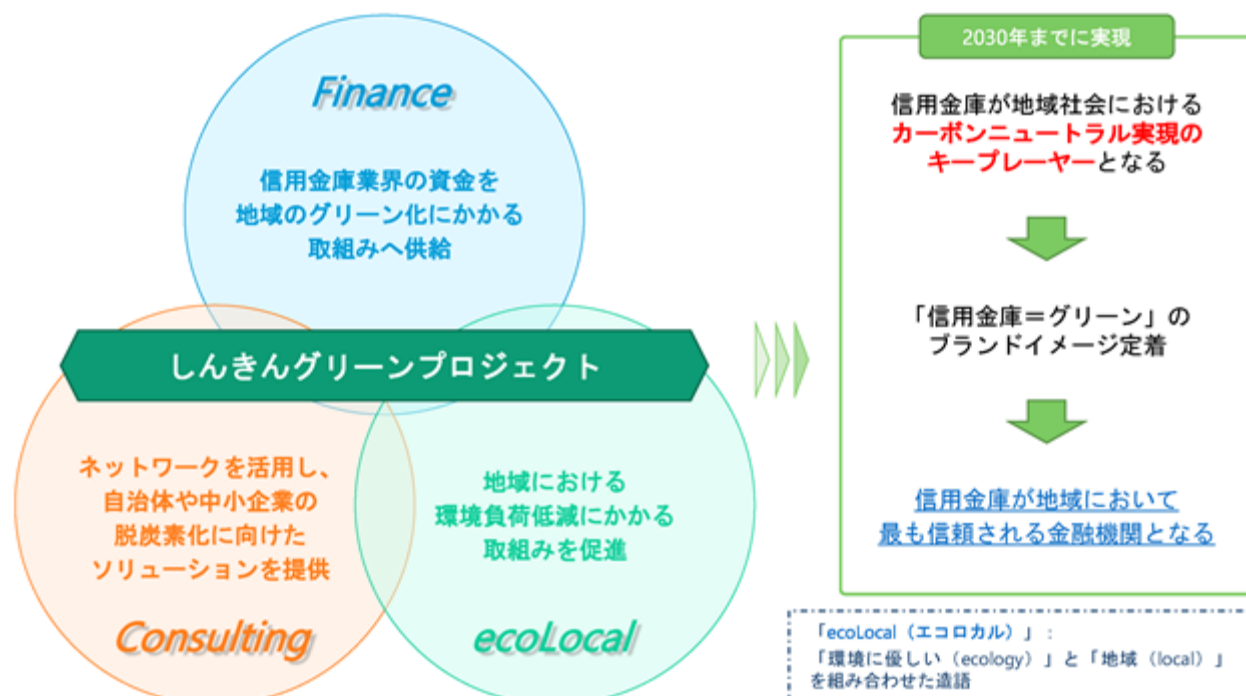 Finance
信用金庫業界の資金を
地域のグリーン化にかかる
取組みへ供給
しんきんグリーンプロジェクト
ネットワークを活用し、
自治体や中小企業の
脱炭素化に向けた
ソリューションを提供
Consulting
地域における
環境負荷低減にかかる
取組みを促進
ecoLocal
2030年までに実現
信用金庫が地域社会における
カーボンニュートラル実現の
キープレーヤーとなる
「信用金庫＝グリーン」の
ブランドイメージ定着
信用金庫が地域において
最も信頼される金融機関となる
「ecoLocal（エコロカル）」：
「環境に優しい（ecology）」と「地域（local）」
を組み合わせた造語